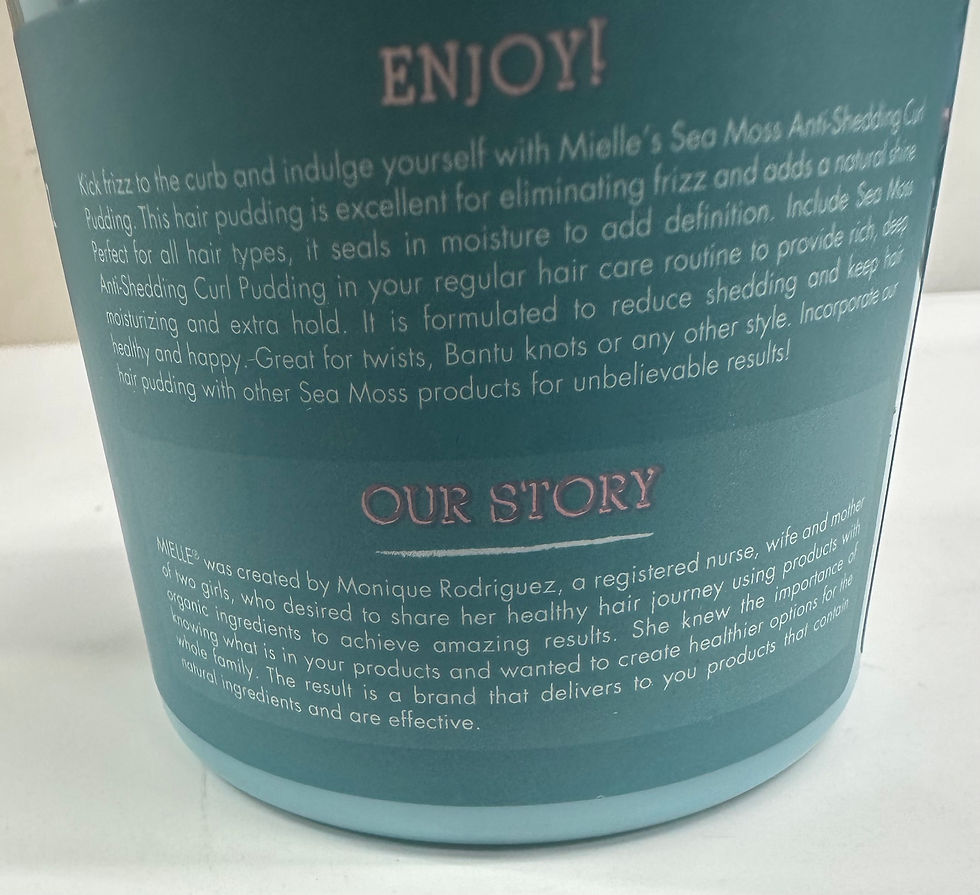 ENJOY!
Kick frizz to the curb and indulge yourself with Mielle's Sea Moss Anti-Shedding Curl
Pudding. This hair pudding is excellent for eliminating frizz and adds a natural shine
Perfect for all hair types, it seals in moisture to add definition. Include Sea Moss
Anti-Shedding Curl Pudding in your regular hair care routine to provide rich, deep
moisturizing and extra hold. It is formulated to reduce shedding and keep hair
healthy and happy.-Great for twists, Bantu knots or any other style. Incorporate our
hair pudding with other Sea Moss products for unbelievable results!
OUR STORY
MIELLE® was created by Monique Rodriguez, a registered nurse, wife and mother
of two girls, who desired to share her healthy hair journey using products with
organic ingredients to achieve amazing results. She knew the importance of
knowing what is in your products and wanted to create healthier options for the
whole family. The result is a brand that delivers to you products that contain
natural ingredients and are effective.